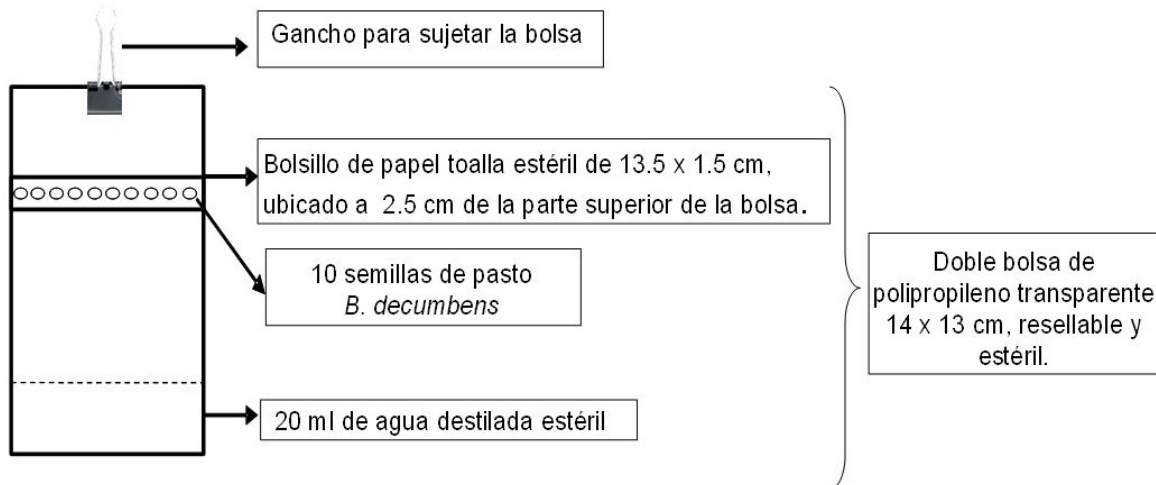 Gancho para sujetar la bolsa
Bolsillo de papel toalla estéril de 13.5 x 1.5 cm,
ubicado a 2.5 cm de la parte superior de la bolsa.
10 semillas de pasto
B. decumbens
Doble bolsa de
polipropileno transparente
14 x 13 cm, resellable y
estéril.
20 ml de agua destilada estéril